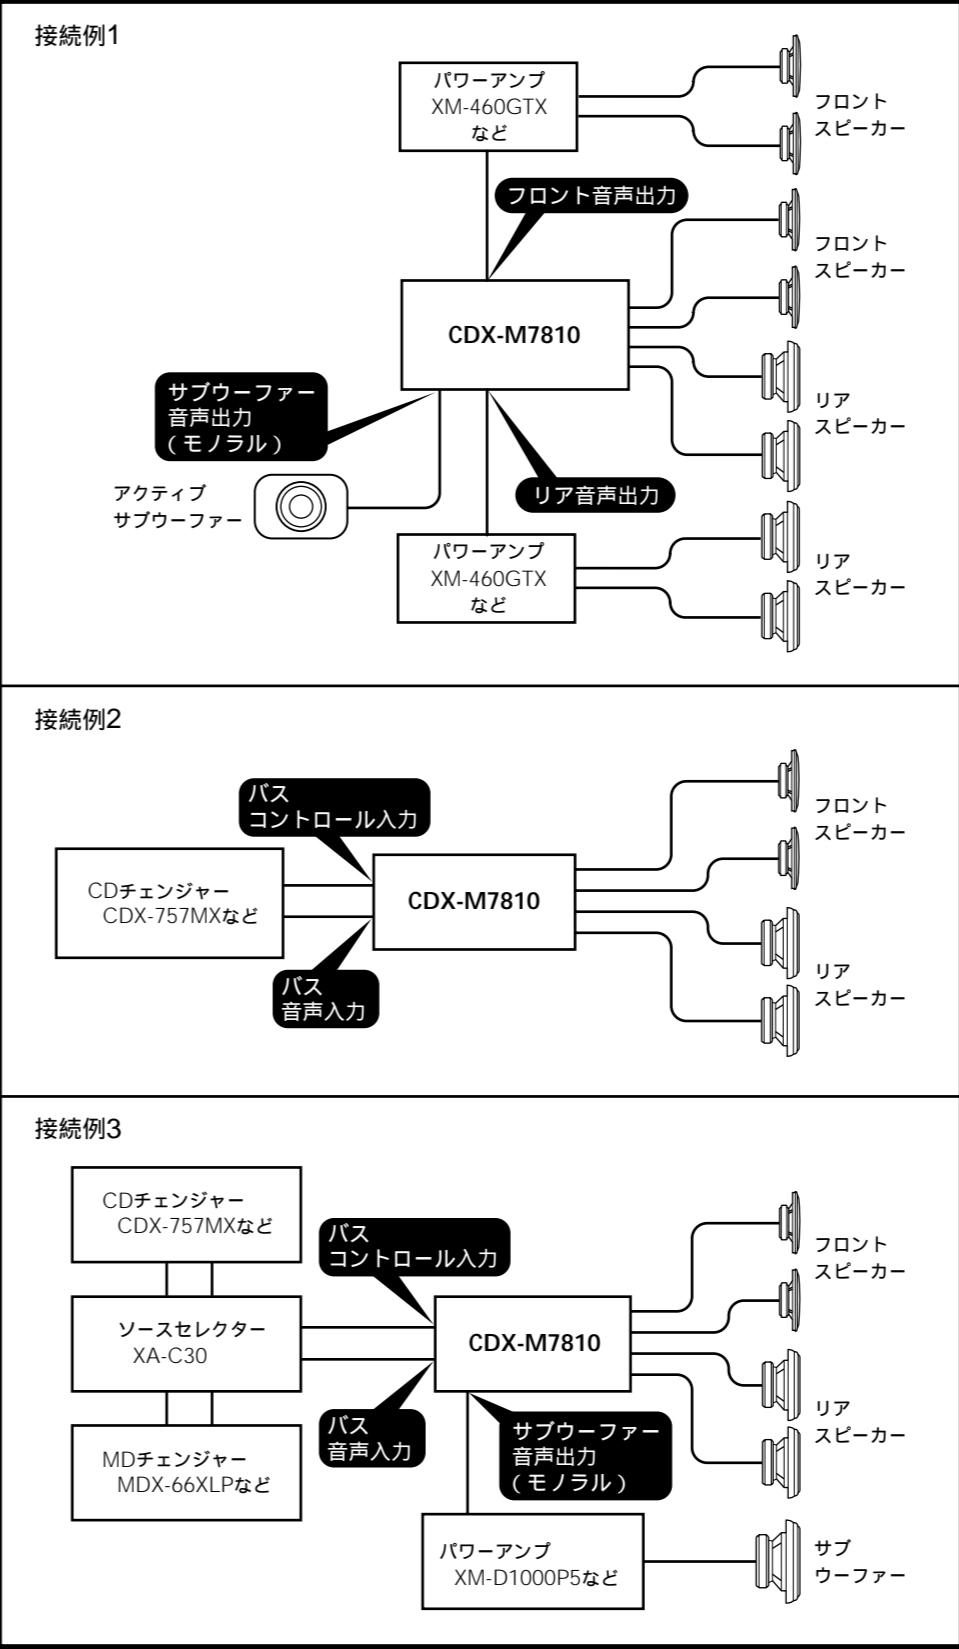 接続例1
パワーアンプ
XM-460GTX
など
フロント
スピーカー
フロント音声出力
フロント
スピーカー
CDX-M7810
サブウーファー
音声出力
(モノラル)
リア
スピーカー
アクティブ
サブウーファー
リア音声出力
パワーアンプ
XM-460GTX
など
リア
スピーカー
接続例2
バス
コントロール入力
フロント
スピーカー
CDチェンジャー
CDX-757MXなど
CDX-M7810
バス
音声入力
リア
スピーカー
接続例3
CDチェンジャー
CDX-757MXなど
バス
コントロール入力
フロント
スピーカー
ソースセレクター
XA-C30
CDX-M7810
バス
音声入力
サブウーファー
音声出力
(モノラル)
リア
スピーカー
MDチェンジャー
MDX-66XLPなど
パワーアンプ
XM-D1000P5など
サブ
ウーファー